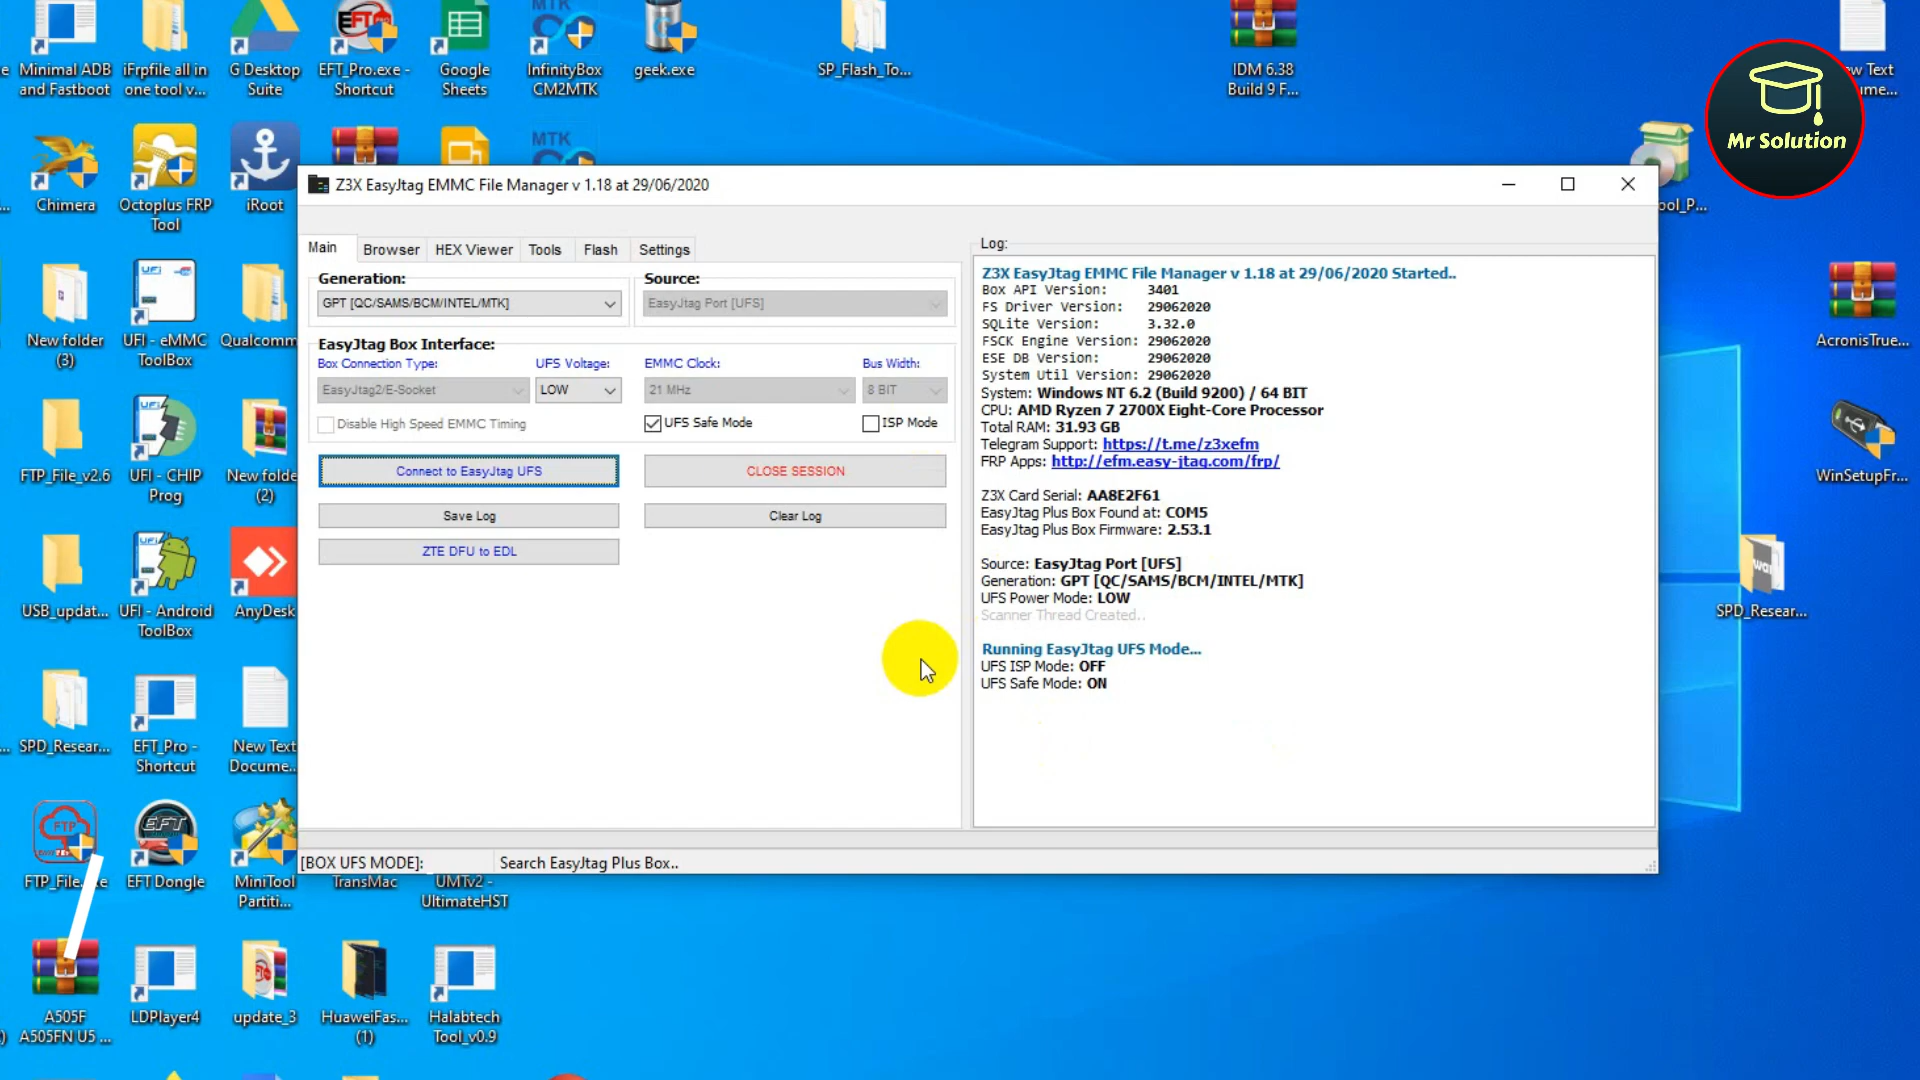 Minimal ADB
and Fastboot
iFrpfile all in
one tool v...
G Desktop
Suite
EFT_Pro.exe -
Shortcut
Google
Sheets
MTK
InfinityBox
CM2MTK
geek.exe
SP_Flash_To...
IDM 6.38
Build 9 F...
Mr Solution
Chimera
Octoplus FRP
Tool
iRoot
MTK
Z3X EasyJtag EMMC File Manager v 1.18 at 29/06/2020
Main
Browser
HEX Viewer
Tools
Flash
Settings
Generation:
GPT [QC/SAMS/BCM/INTEL/MTK]
Source:
EasyJtag Port [UFS]
EasyJtag Box Interface:
Box Connection Type:
UFS Voltage:
EMMC Clock:
Bus Width:
EasyJtag2/E-Socket
LOW
21 MHz
8 BIT
Disable High Speed EMMC Timing
UFS Safe Mode
ISP Mode
Connect to EasyJtag UFS
CLOSE SESSION
Save Log
Clear Log
ZTE DFU to EDL
Log:
Z3X EasyJtag EMMC File Manager v 1.18 at 29/06/2020 Started..
Box API Version: 3401
FS Driver Version: 29062020
SQLite Version: 3.32.0
FSCK Engine Version: 29062020
ESE DB Version: 29062020
System Util Version: 29062020
System: Windows NT 6.2 (Build 9200) / 64 BIT
CPU: AMD Ryzen 7 2700X Eight-Core Processor
Total RAM: 31.93 GB
Telegram Support: https://t.me/z3xefm
FRP Apps: http://efm.easy-jtag.com/frp/
Z3X Card Serial: AA8E2F61
EasyJtag Plus Box Found at: COM5
EasyJtag Plus Box Firmware: 2.53.1
Source: EasyJtag Port [UFS]
Generation: GPT [QC/SAMS/BCM/INTEL/MTK]
UFS Power Mode: LOW
Scanner Thread Created..
Running EasyJtag UFS Mode...
UFS ISP Mode: OFF
UFS Safe Mode: ON
[BOX UFS MODE]:
Search EasyJtag Plus Box..
New folder
(3)
UFi
UFI - eMMC
ToolBox
Qualcomm
AcronisTrue...
FTP_File_v2.6
UFi
UFI - CHIP
Prog
New folde
(2)
WinSetupFr...
USB_updat...
UFi
UFI - Android
ToolBox
AnyDesk
SPD_Resear...
SPD_Resear...
EFT_Pro -
Shortcut
New Text
Docume...
FTP
EFT
EFT Dongle
MiniTool
Partiti...
TransMac
UMTv2 -
UltimateHST
A505F
A505FN U5 ...
LDPlayer4
update_3
HuaweiFas...
(1)
Halabtech
Tool_v0.9